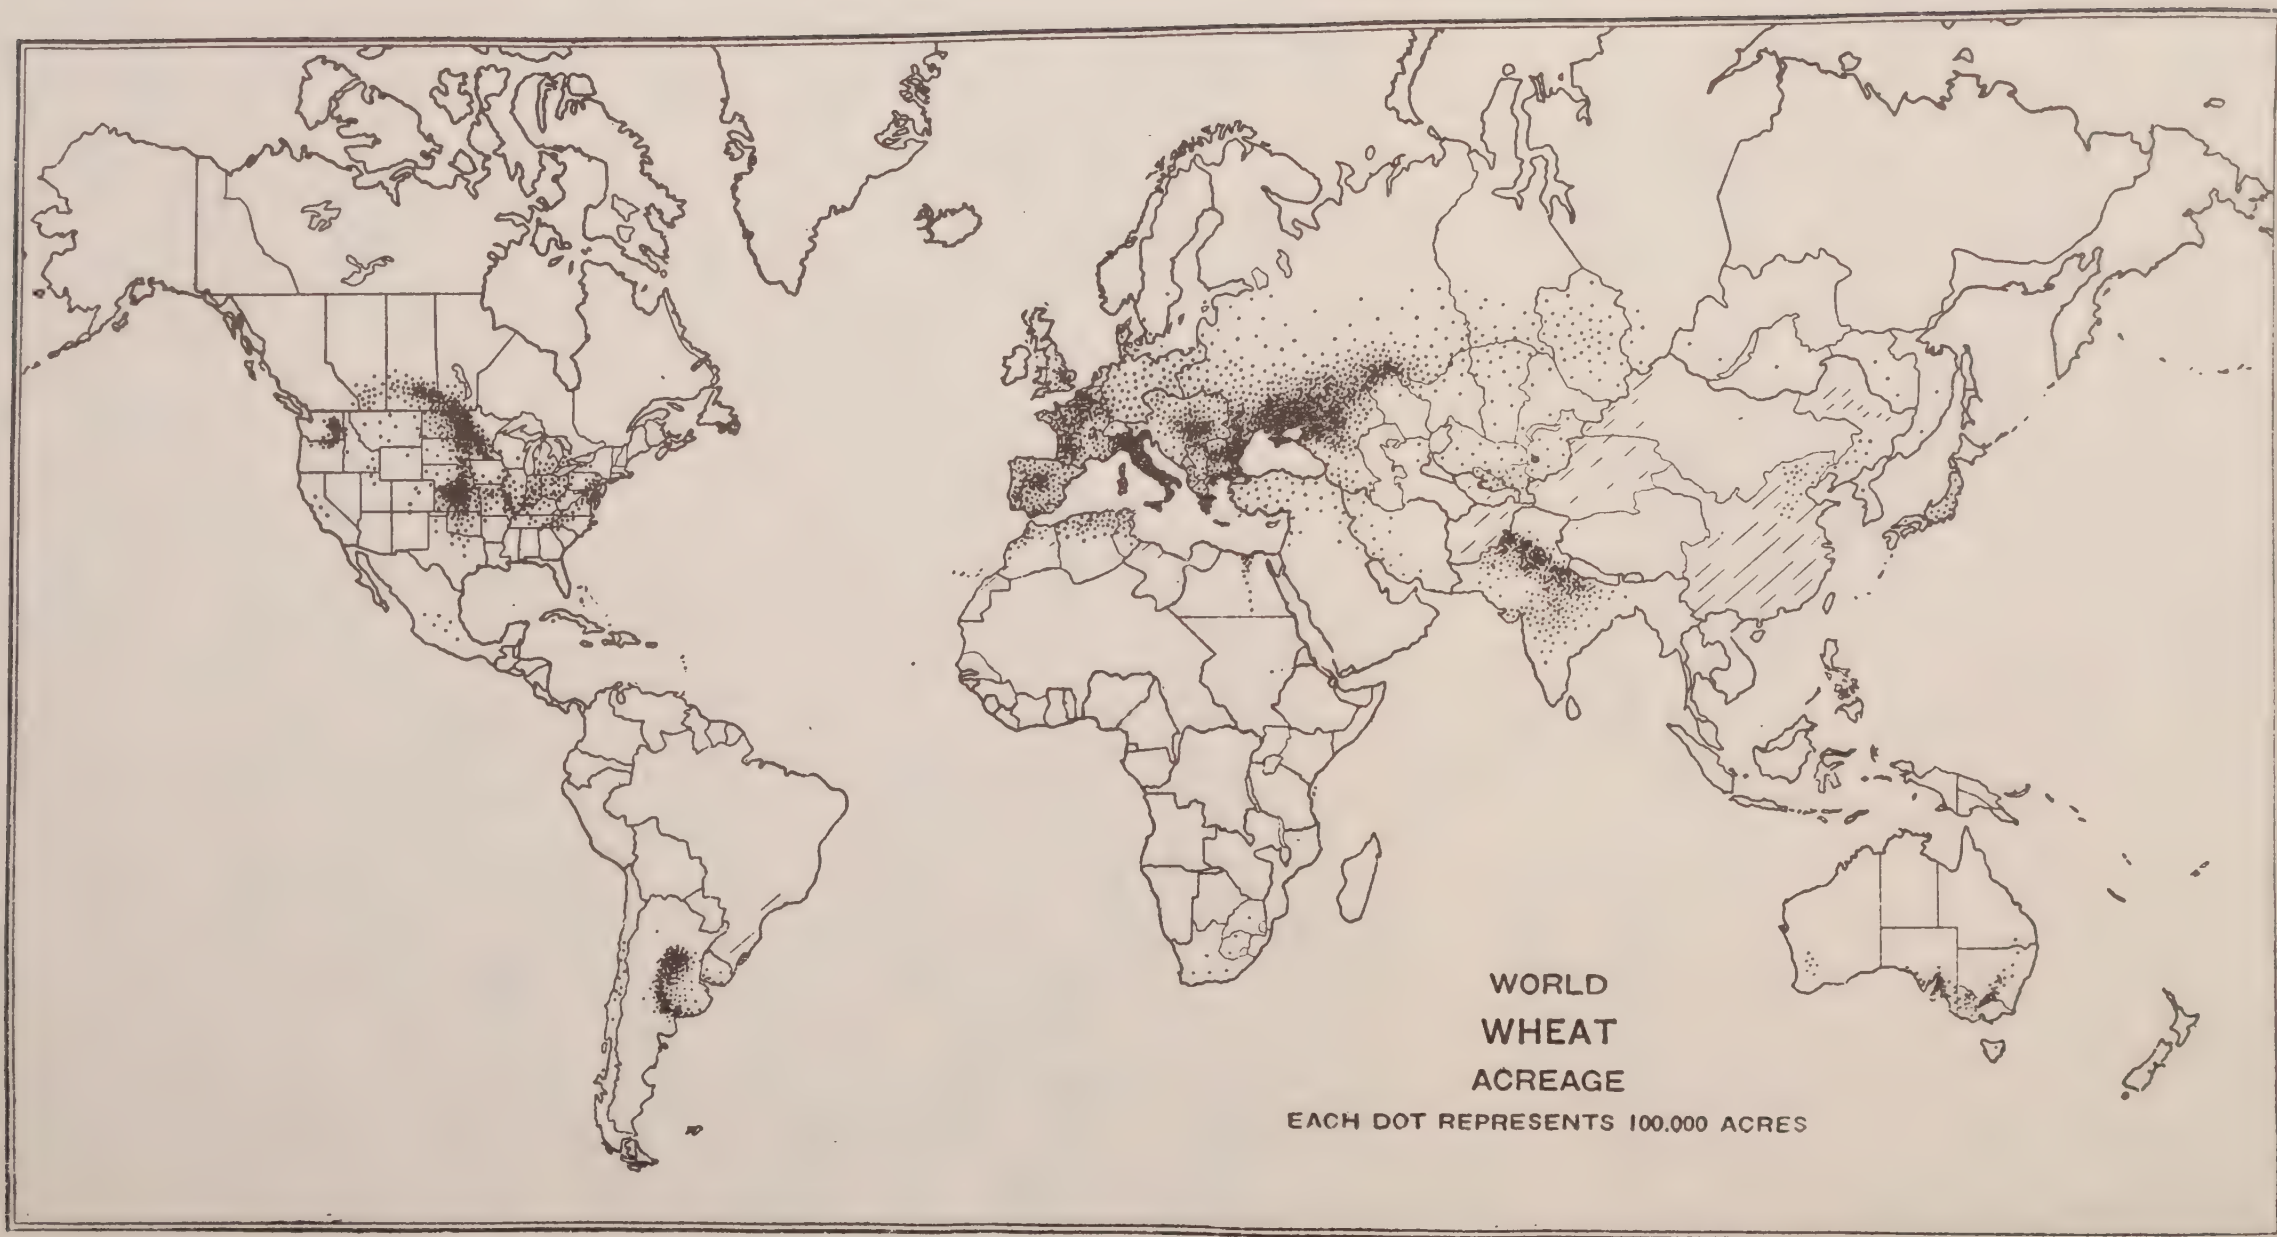 WORLD
WHEAT
ACREAGE
EACH DOT REPRESENTS 100.000 ACRES